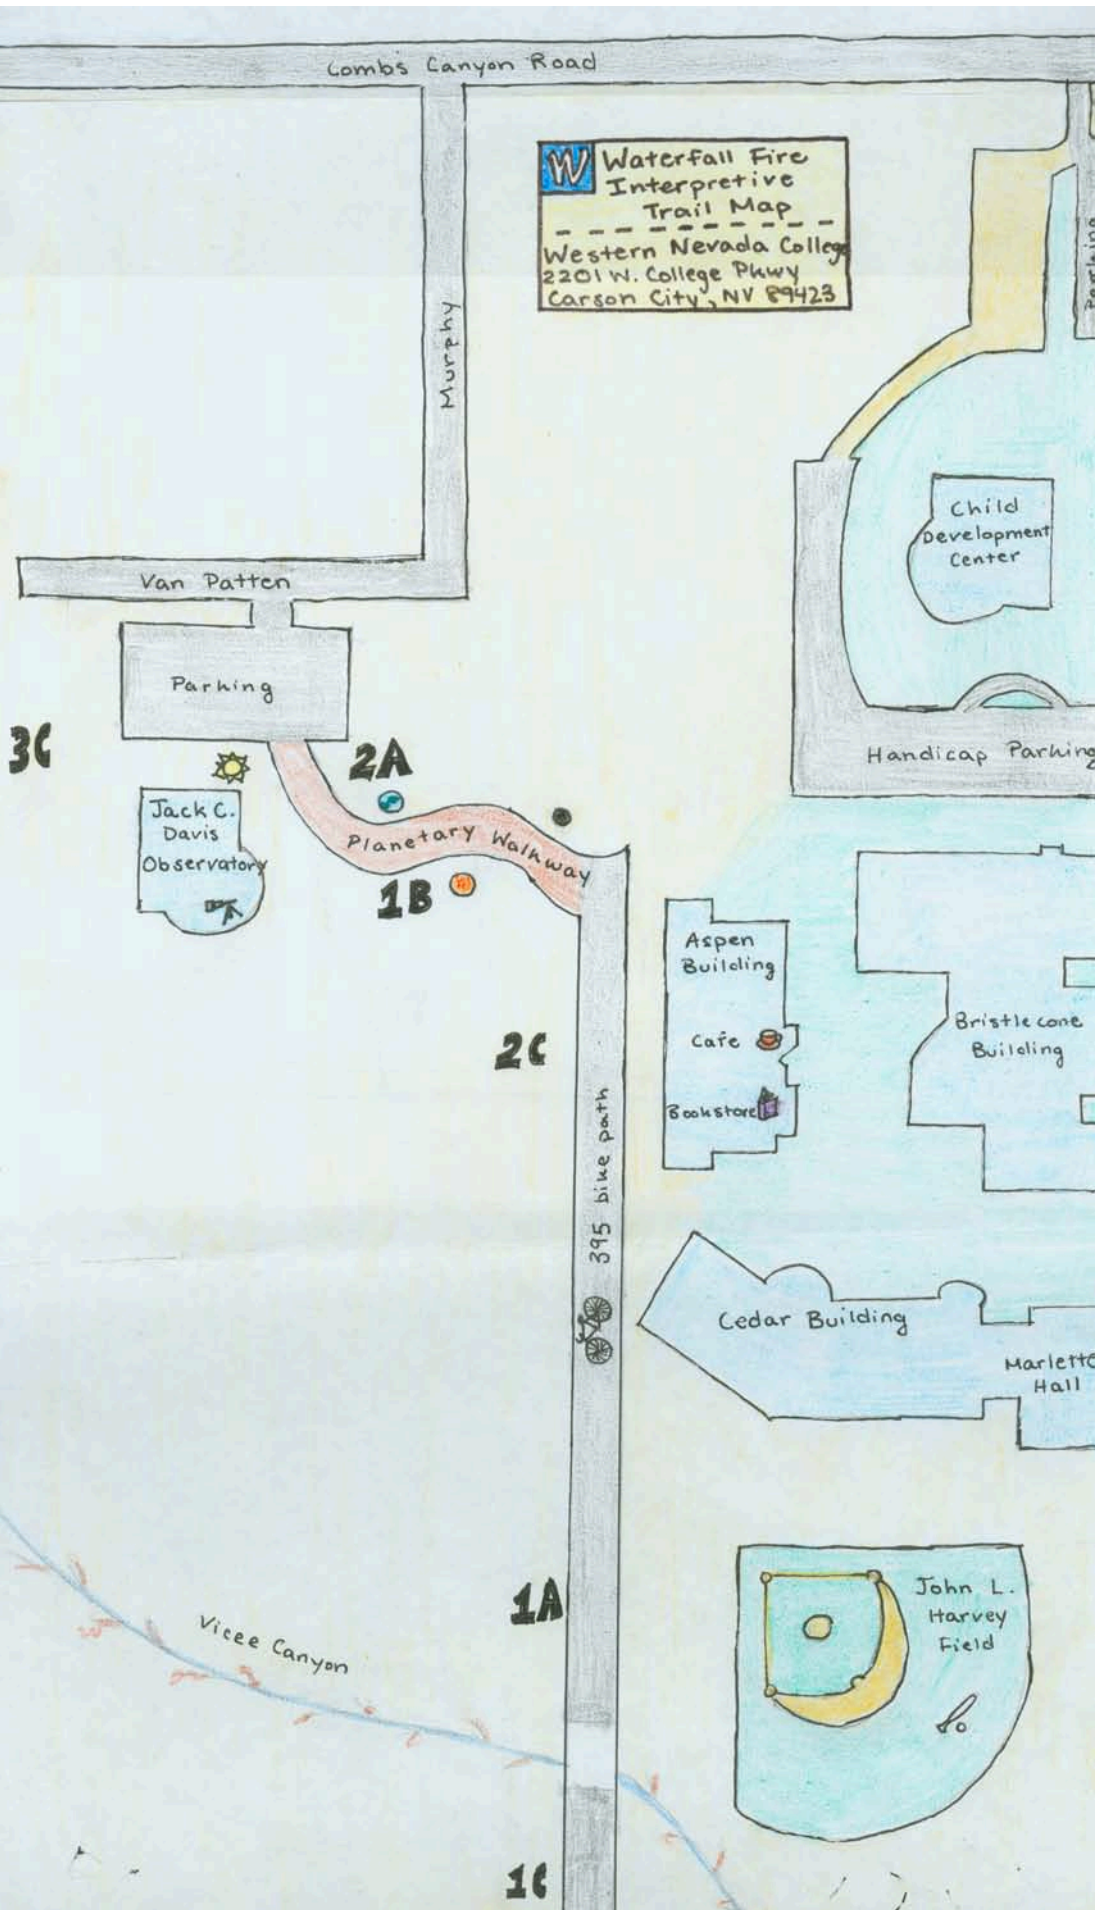 Combs Canyon Road
W
Waterfall Fire
Interpretive
Trail Map
Western Nevada College
2201 W. College Pkwy
Carson City, NV 89423
Parking
Murphy
Child
Development
Center
Van Patten
Parking
3C
2A
Handicap Parking
Jack C.
Davis
Observatory
Planetary Walkway
1B
Aspen
Building
Cafe
Bookstore
Bristlecone
Building
2C
395 bike path
Cedar Building
Marlette
Hall
1A
John L.
Harvey
Field
Vicee Canyon
1C